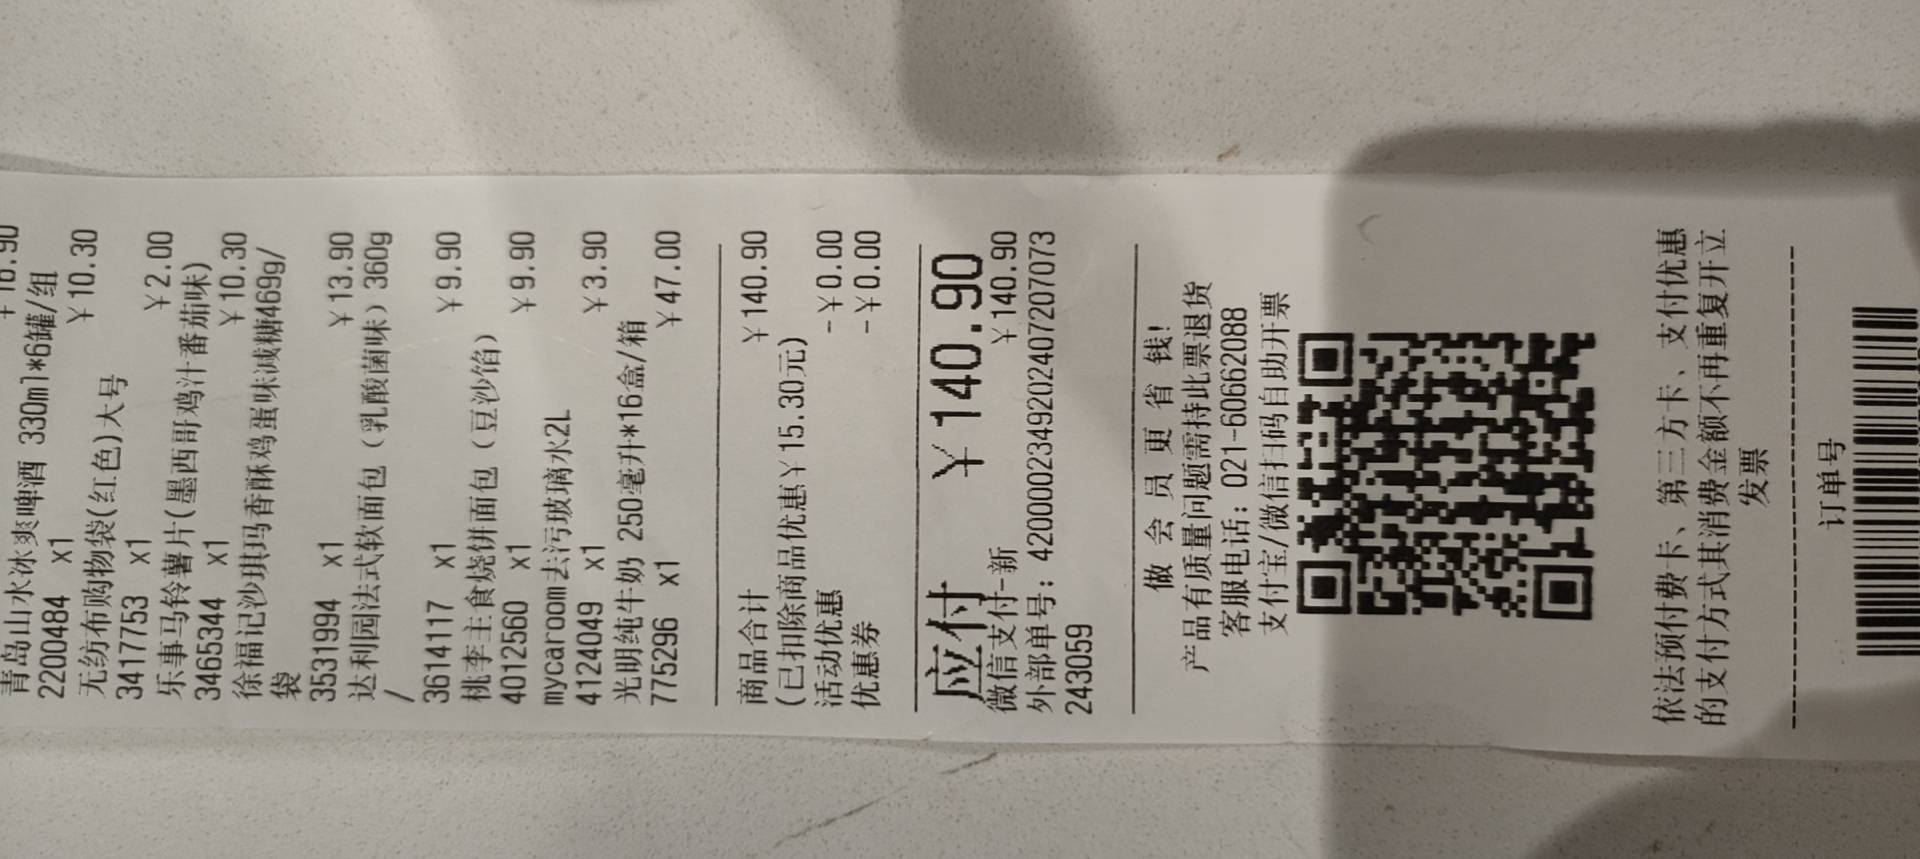 青岛山水冰爽啤酒 330ml*6罐/组
2200484 x1 ￥10.30
无纺布购物袋(红色)大号
3417753 x1 ￥2.00
乐事马铃薯片(墨西哥鸡汁番茄味)
3465344 x1 ￥10.30
徐福记沙琪玛香酥鸡蛋味减糖469g/
袋
3531994 x1 ￥13.90
达利园法式软面包（乳酸菌味）360g
/
3614117 x1 ￥9.90
桃李主食烧饼面包（豆沙馅）
4012560 x1 ￥9.90
mycaroom去污玻璃水2L
4124049 x1 ￥3.90
光明纯牛奶 250毫升*16盒/箱
775296 x1 ￥47.00
商品合计 ￥140.90
(已扣除商品优惠￥15.30元)
活动优惠 -￥0.00
优惠券 -￥0.00
应付 ￥140.90
微信支付-新 ￥140.90
外部单号: 4200002349202407207073
243059
做 会 员 更 省 钱!
产品有质量问题需持此票退货
客服电话: 021-60662088
支付宝/微信扫码自助开票
依法预付费卡、第三方卡、支付优惠
的支付方式其消费金额不再重复开立
发票
订单号